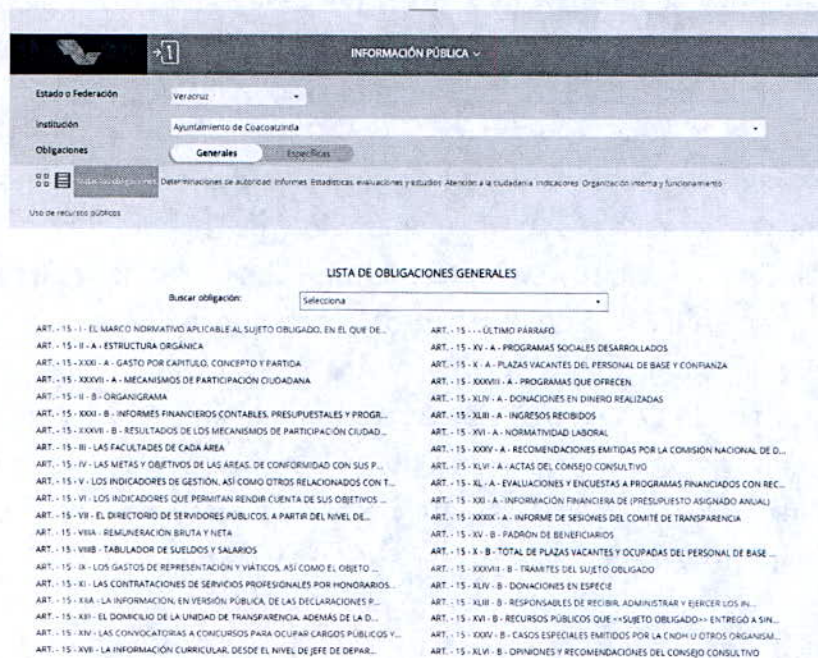 INFORMACIÓN PÚBLICA
Estado o Federación
Veracruz
Institución
Ayuntamiento de Coacoatzintla
Obligaciones
Generales
Específicas
Todas las obligaciones Determinaciones de autoridad Informes Estadísticas, evaluaciones y estudios Atención a la ciudadanía Indicadores Organización interna y funcionamiento
Uso de recursos públicos
LISTA DE OBLIGACIONES GENERALES
Buscar obligación:
Selecciona
ART. - 15 - I - EL MARCO NORMATIVO APLICABLE AL SUJETO OBLIGADO, EN EL QUE DE...
ART. - 15 - II - A - ESTRUCTURA ORGÁNICA
ART. - 15 - XXXI - A - GASTO POR CAPÍTULO, CONCEPTO Y PARTIDA
ART. - 15 - XXXVII - A - MECANISMOS DE PARTICIPACIÓN CIUDADANA
ART. - 15 - II - B - ORGANIGRAMA
ART. - 15 - XXXI - B - INFORMES FINANCIEROS CONTABLES, PRESUPUESTALES Y PROGR...
ART. - 15 - XXXVII - B - RESULTADOS DE LOS MECANISMOS DE PARTICIPACIÓN CIUDAD...
ART. - 15 - III - LAS FACULTADES DE CADA ÁREA
ART. - 15 - IV - LAS METAS Y OBJETIVOS DE LAS ÁREAS, DE CONFORMIDAD CON SUS P...
ART. - 15 - V - LOS INDICADORES DE GESTIÓN, ASÍ COMO OTROS RELACIONADOS CON T...
ART. - 15 - VI - LOS INDICADORES QUE PERMITAN RENDIR CUENTA DE SUS OBJETIVOS ...
ART. - 15 - VII - EL DIRECTORIO DE SERVIDORES PÚBLICOS, A PARTIR DEL NIVEL DE...
ART. - 15 - VIIIA - REMUNERACIÓN BRUTA Y NETA
ART. - 15 - VIIIB - TABULADOR DE SUELDOS Y SALARIOS
ART. - 15 - IX - LOS GASTOS DE REPRESENTACIÓN Y VIÁTICOS, ASÍ COMO EL OBJETO ...
ART. - 15 - XI - LAS CONTRATACIONES DE SERVICIOS PROFESIONALES POR HONORARIOS...
ART. - 15 - XIIA - LA INFORMACIÓN, EN VERSIÓN PÚBLICA, DE LAS DECLARACIONES P...
ART. - 15 - XIII - EL DOMICILIO DE LA UNIDAD DE TRANSPARENCIA, ADEMÁS DE LA D...
ART. - 15 - XIV - LAS CONVOCATORIAS A CONCURSOS PARA OCUPAR CARGOS PÚBLICOS Y...
ART. - 15 - XVII - LA INFORMACIÓN CURRICULAR, DESDE EL NIVEL DE JEFE DE DEPAR...
ART. - 15 - - - ÚLTIMO PÁRRAFO
ART. - 15 - XV - A - PROGRAMAS SOCIALES DESARROLLADOS
ART. - 15 - X - A - PLAZAS VACANTES DEL PERSONAL DE BASE Y CONFIANZA
ART. - 15 - XXXVIII - A - PROGRAMAS QUE OFRECEN
ART. - 15 - XLIV - A - DONACIONES EN DINERO REALIZADAS
ART. - 15 - XLIII - A - INGRESOS RECIBIDOS
ART. - 15 - XVI - A - NORMATIVIDAD LABORAL
ART. - 15 - XXXV - A - RECOMENDACIONES EMITIDAS POR LA COMISIÓN NACIONAL DE D...
ART. - 15 - XLVI - A - ACTAS DEL CONSEJO CONSULTIVO
ART. - 15 - XL - A - EVALUACIONES Y ENCUESTAS A PROGRAMAS FINANCIADOS CON REC...
ART. - 15 - XXI - A - INFORMACIÓN FINANCIERA DE (PRESUPUESTO ASIGNADO ANUAL)
ART. - 15 - XXXIX - A - INFORME DE SESIONES DEL COMITÉ DE TRANSPARENCIA
ART. - 15 - XV - B - PADRÓN DE BENEFICIARIOS
ART. - 15 - X - B - TOTAL DE PLAZAS VACANTES Y OCUPADAS DEL PERSONAL DE BASE ...
ART. - 15 - XXXVIII - B - TRÁMITES DEL SUJETO OBLIGADO
ART. - 15 - XLIV - B - DONACIONES EN ESPECIE
ART. - 15 - XLIII - B - RESPONSABLES DE RECIBIR, ADMINISTRAR Y EJERCER LOS IN...
ART. - 15 - XVI - B - RECURSOS PÚBLICOS QUE <<SUJETO OBLIGADO>> ENTREGÓ A SIN...
ART. - 15 - XXXV - B - CASOS ESPECIALES EMITIDOS POR LA CNDH U OTROS ORGANISM...
ART. - 15 - XLVI - B - OPINIONES Y RECOMENDACIONES DEL CONSEJO CONSULTIVO